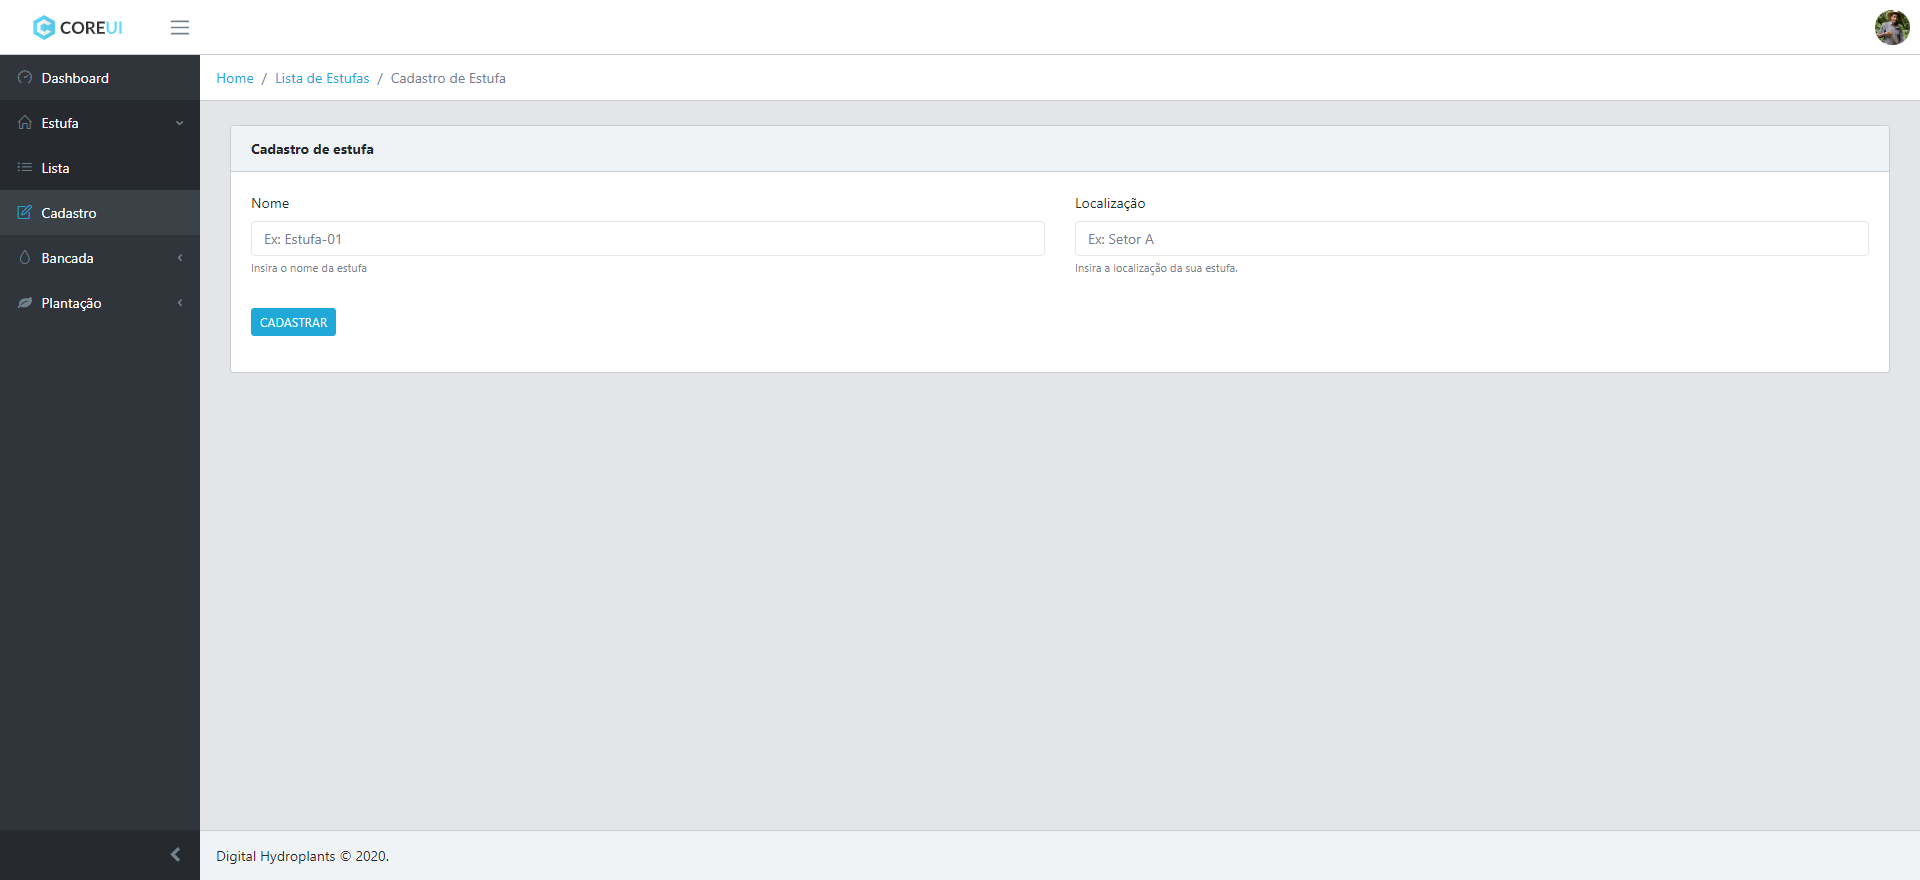 COREUI
Dashboard
Estufa
Lista
Cadastro
Bancada
Plantação
Home / Lista de Estufas / Cadastro de Estufa
Cadastro de estufa
Nome
Ex: Estufa-01
Insira o nome da estufa
Localização
Ex: Setor A
Insira a localização da sua estufa.
CADASTRAR
Digital Hydroplants © 2020.